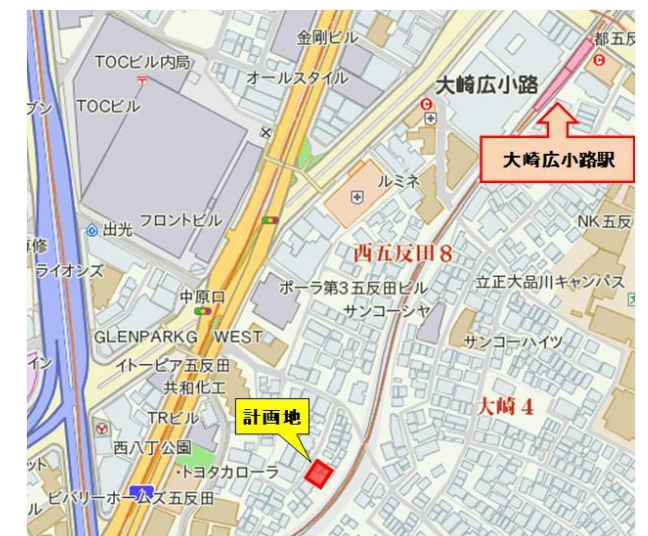 金剛ビル
都五反
TOCビル内局
オールスタイル
大崎広小路
TOCビル
ブン
大崎広小路駅
ルミネ
フロントビル
NK五反
出光
専修
西五反田8
ライオンズ
ポーラ第3五反田ビル
立正大品川キャンパス
中原口
サンコーシヤ
GLENPARKG WEST
サンコーハイツ
イン
イトーピア五反田
共和化工
大崎4
TRビル
計画地
西八丁公園
ット
トヨタカローラ
ビバリーホームズ五反田
ル
1